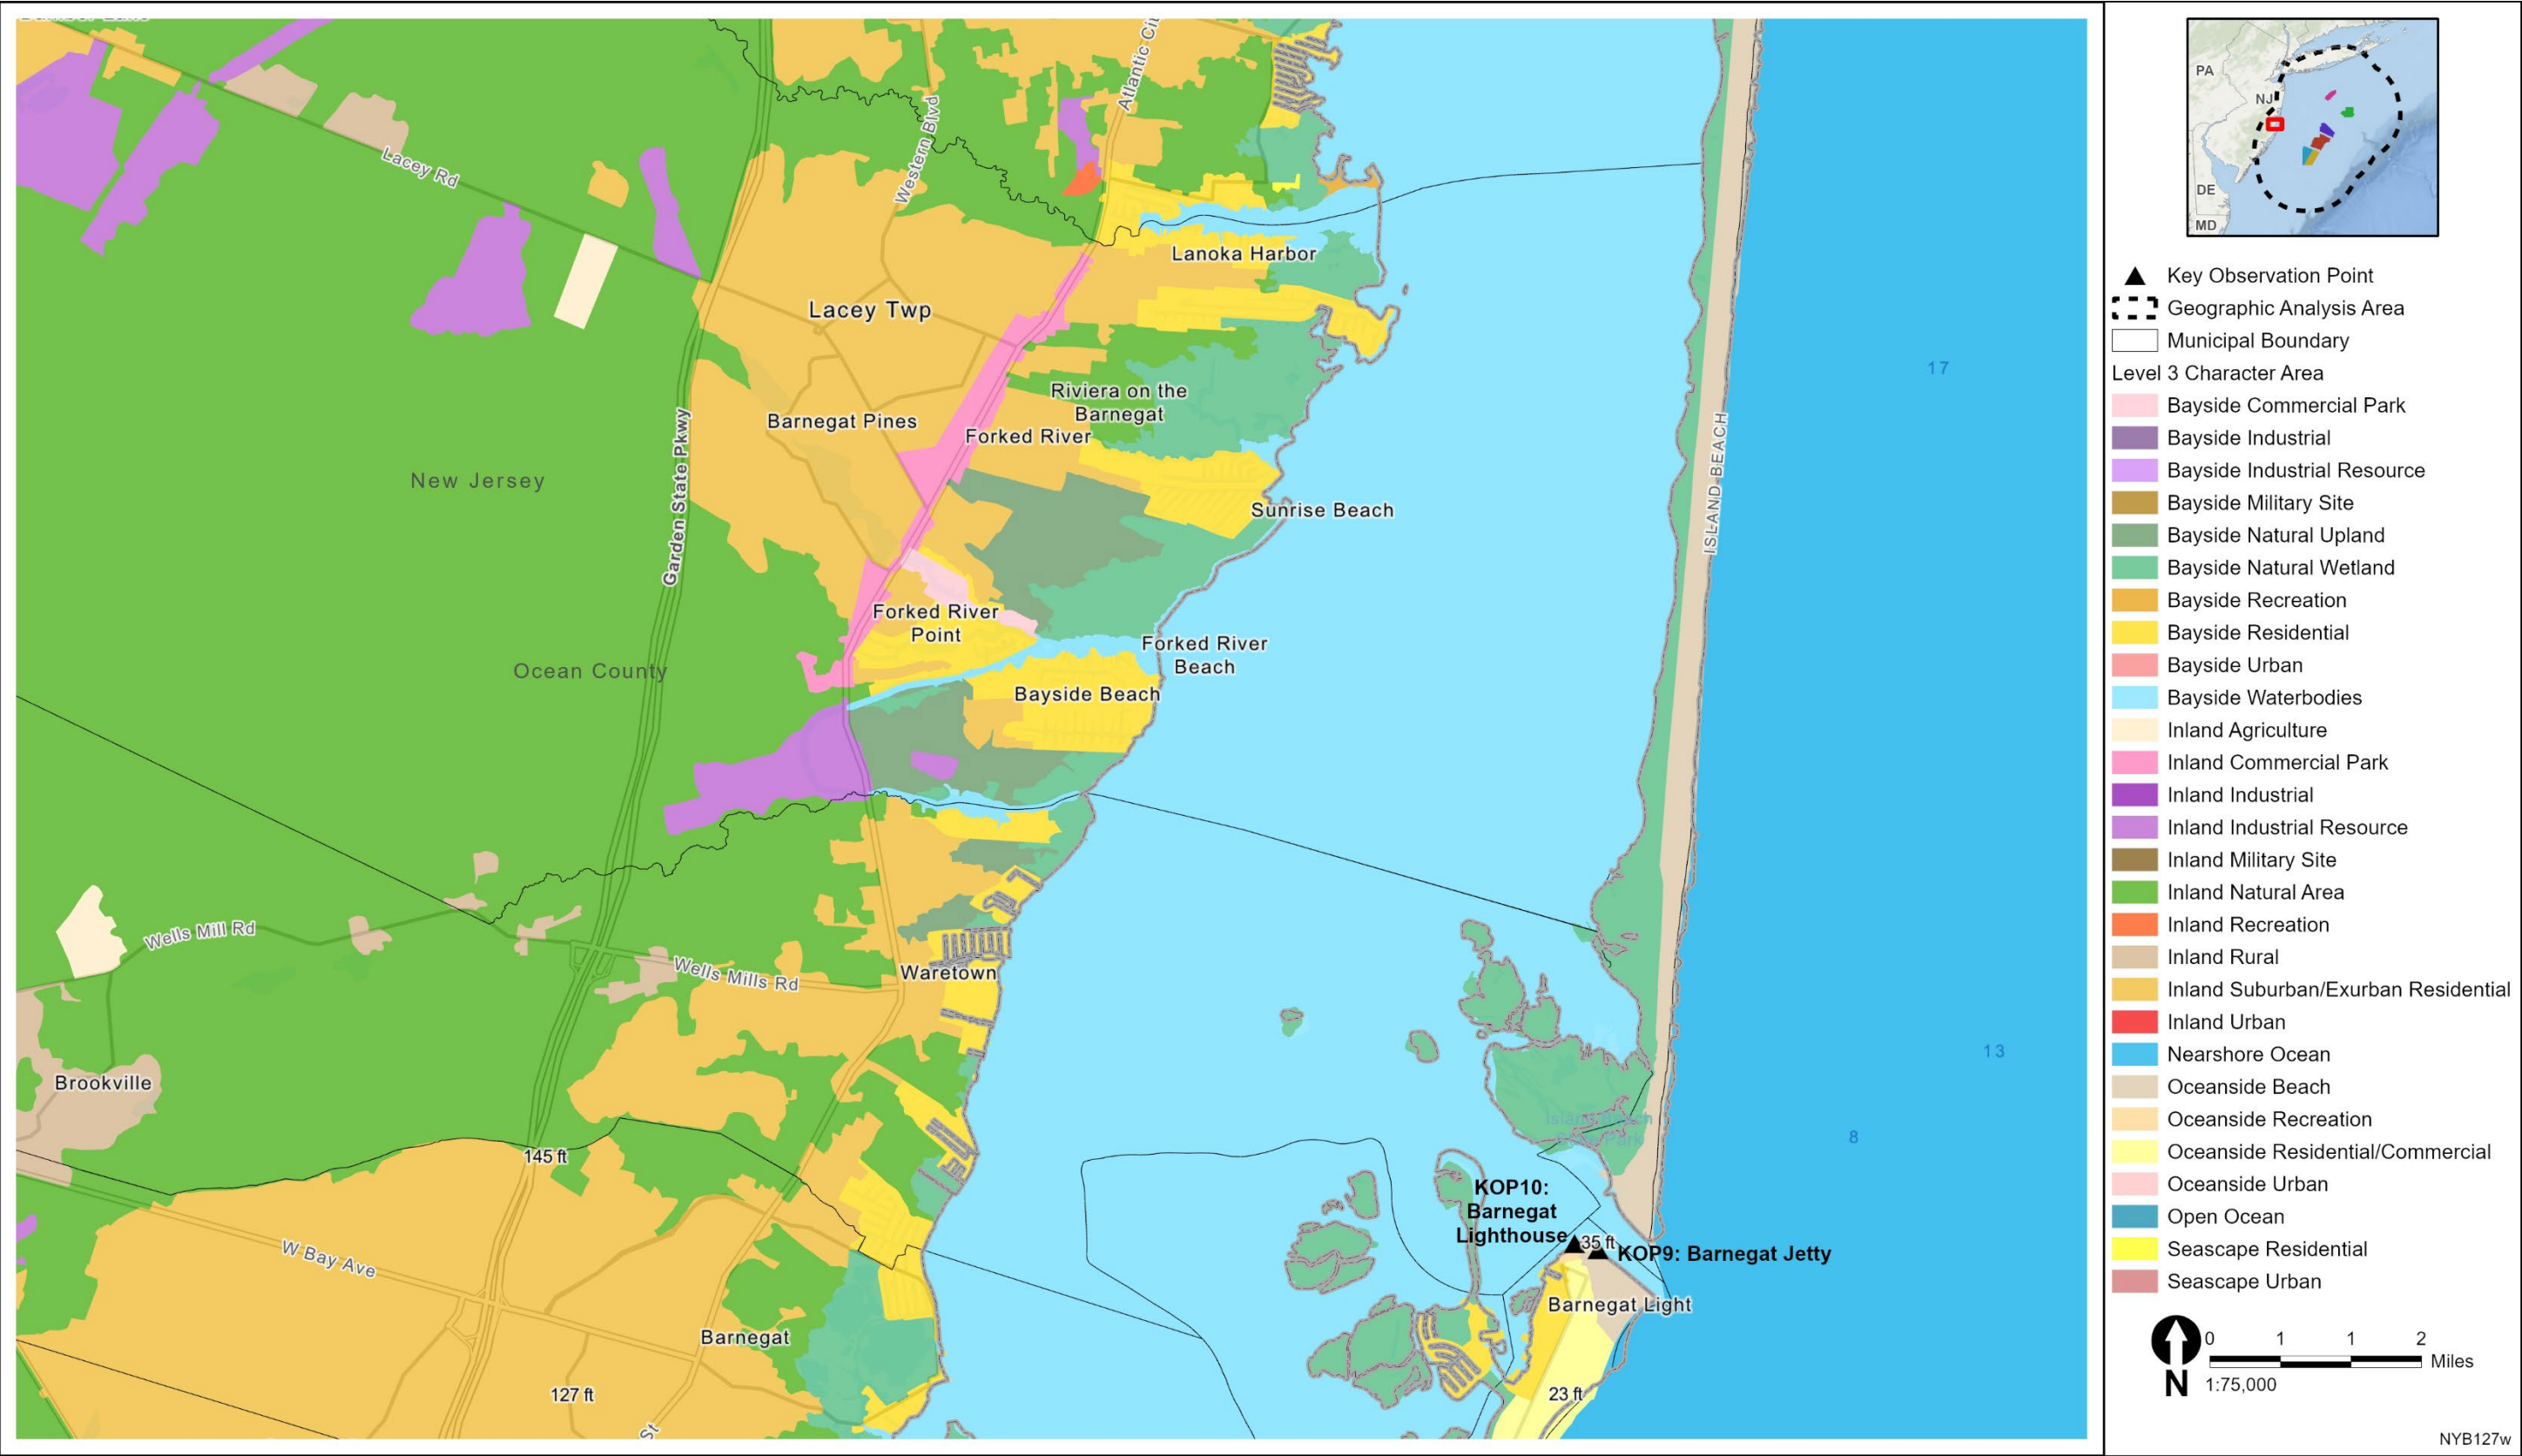 Atlantic Cit
Western Blvd
Lacey Rd
Lanoka Harbor
Lacey Twp
Riviera on the
Barnegat
17
Barnegat Pines
Forked River
Garden State Pkwy
New Jersey
ISLAND BEACH
Sunrise Beach
Forked River
Point
Forked River
Beach
Ocean County
Bayside Beach
Wells Mill Rd
Wells Mills Rd
Waretown
13
Brookville
8
145 ft
KOP10:
Barnegat
Lighthouse
35 ft
KOP9: Barnegat Jetty
W Bay Ave
Barnegat Light
Barnegat
127 ft
23 ft
St
PA
NJ
DE
MD
Key Observation Point
Geographic Analysis Area
Municipal Boundary
Level 3 Character Area
Bayside Commercial Park
Bayside Industrial
Bayside Industrial Resource
Bayside Military Site
Bayside Natural Upland
Bayside Natural Wetland
Bayside Recreation
Bayside Residential
Bayside Urban
Bayside Waterbodies
Inland Agriculture
Inland Commercial Park
Inland Industrial
Inland Industrial Resource
Inland Military Site
Inland Natural Area
Inland Recreation
Inland Rural
Inland Suburban/Exurban Residential
Inland Urban
Nearshore Ocean
Oceanside Beach
Oceanside Recreation
Oceanside Residential/Commercial
Oceanside Urban
Open Ocean
Seascape Residential
Seascape Urban
0 1 1 2
Miles
N
1:75,000
NYB127w